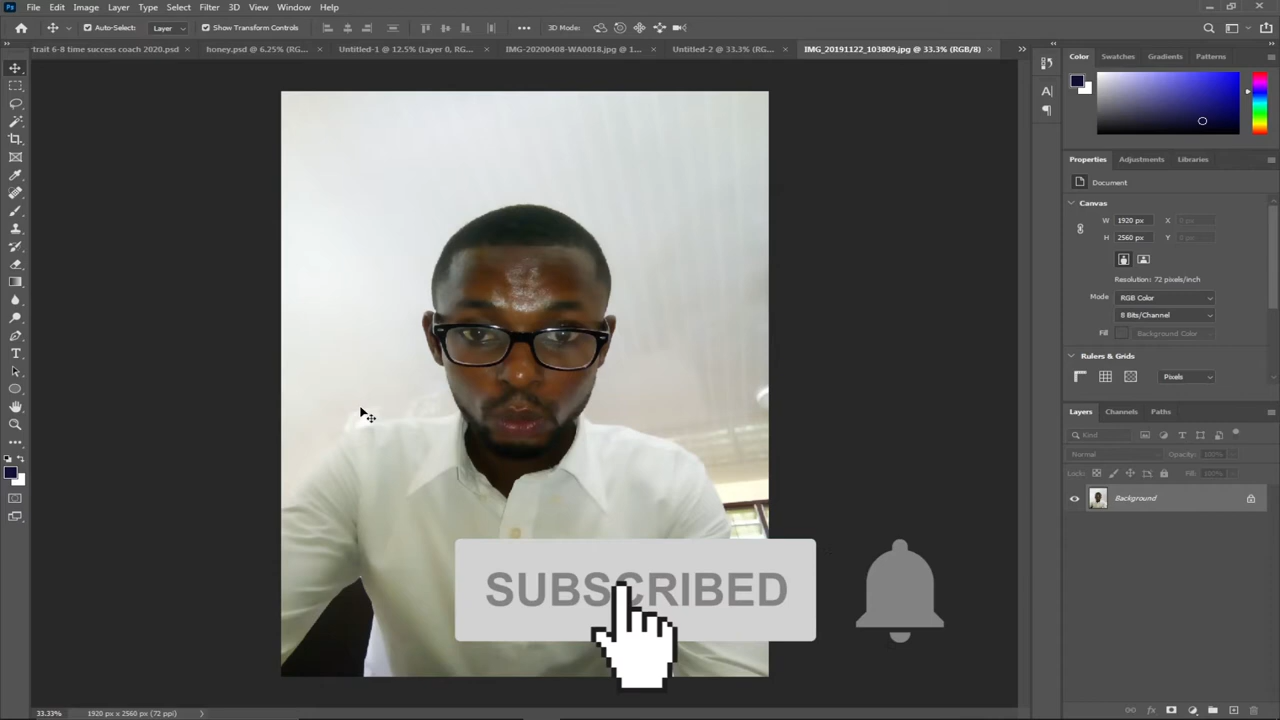 Ps File Edit Image Layer Type Select Filter 3D View Window Help
Auto-Select: Layer Show Transform Controls 3D Mode:
rtrait 6-8 time success coach 2020.psd × honey.psd @ 6.25% (RG... × Untitled-1 @ 12.5% (Layer 0, RG... × IMG-20200408-WA0018.jpg @ 1... × Untitled-2 @ 33.3% (RG... × IMG_20191122_103809.jpg @ 33.3% (RGB/8) ×
Color Swatches Gradients Patterns
Properties Adjustments Libraries
Document
Canvas
W 1920 px X 0 px
H 2560 px Y 0 px
Resolution: 72 pixels/inch
Mode RGB Color
8 Bits/Channel
Fill Background Color
Rulers & Grids
Pixels
Layers Channels Paths
Kind
Normal Opacity: 100%
Lock: Fill: 100%
Background
SUBSCRIBED
33.33% 1920 px x 2560 px (72 ppi)